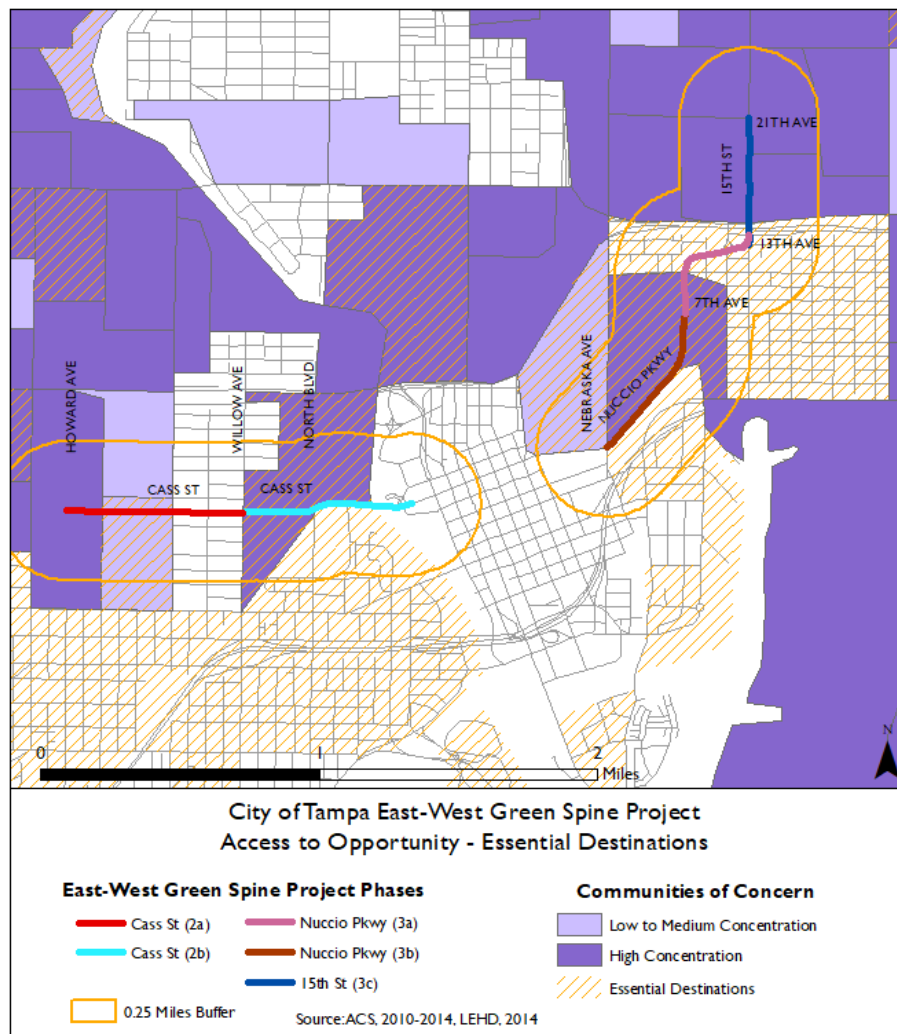 21TH AVE
15TH ST
13TH AVE
7TH AVE
NEBRASKA AVE
NUCCIO PKWY
HOWARD AVE
WILLOW AVE
NORTH BLVD
CASS ST
CASS ST
0
1
2
Miles
N
City of Tampa East-West Green Spine Project
Access to Opportunity - Essential Destinations
East-West Green Spine Project Phases
Cass St (2a)
Nuccio Pkwy (3a)
Cass St (2b)
Nuccio Pkwy (3b)
15th St (3c)
0.25 Miles Buffer
Communities of Concern
Low to Medium Concentration
High Concentration
Essential Destinations
Source:ACS, 2010-2014, LEHD, 2014